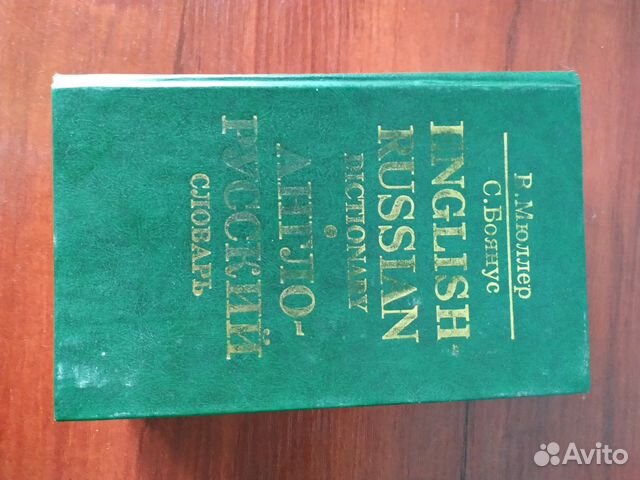 Р. Мюллер
С. Боянус
ENGLISH-
RUSSIAN
DICTIONARY
АНГЛО-
РУССКИЙ
СЛОВАРЬ
Avito